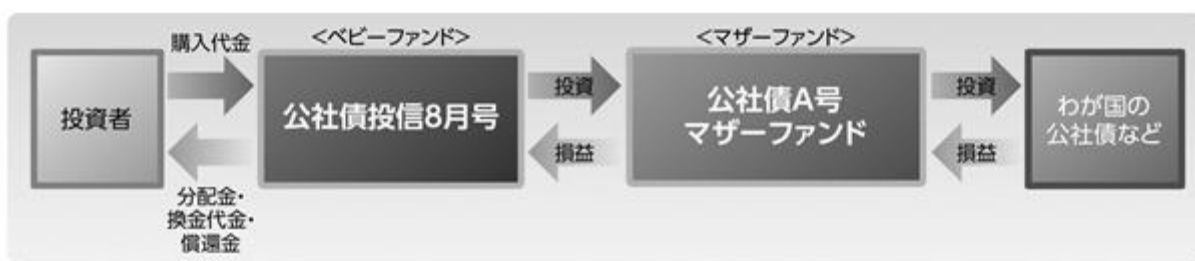 投資者
購入代金
分配金・
換金代金・
償還金
<ベビーファンド>
公社債投信8月号
投資
損益
<マザーファンド>
公社債A号
マザーファンド
投資
損益
わが国の
公社債など